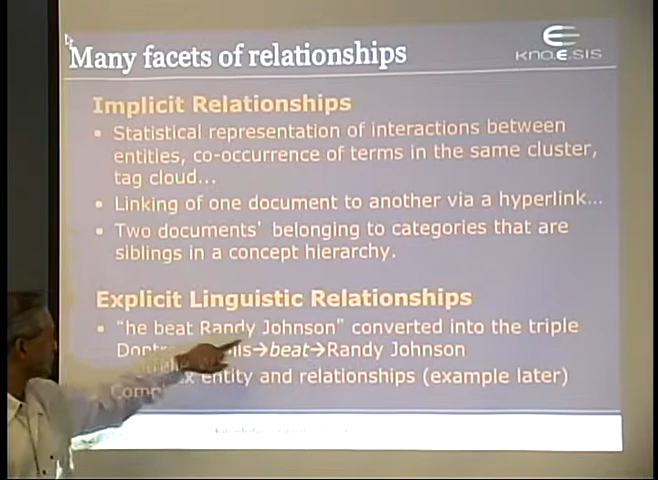 Many facets of relationships
KNO.E.SIS
Implicit Relationships
Statistical representation of interactions between
entities, co-occurrence of terms in the same cluster,
tag cloud...
Linking of one document to another via a hyperlink...
Two documents' belonging to categories that are
siblings in a concept hierarchy.
Explicit Linguistic Relationships
"he beat Randy Johnson" converted into the triple
→beat→Randy Johnson
entity and relationships (example later)